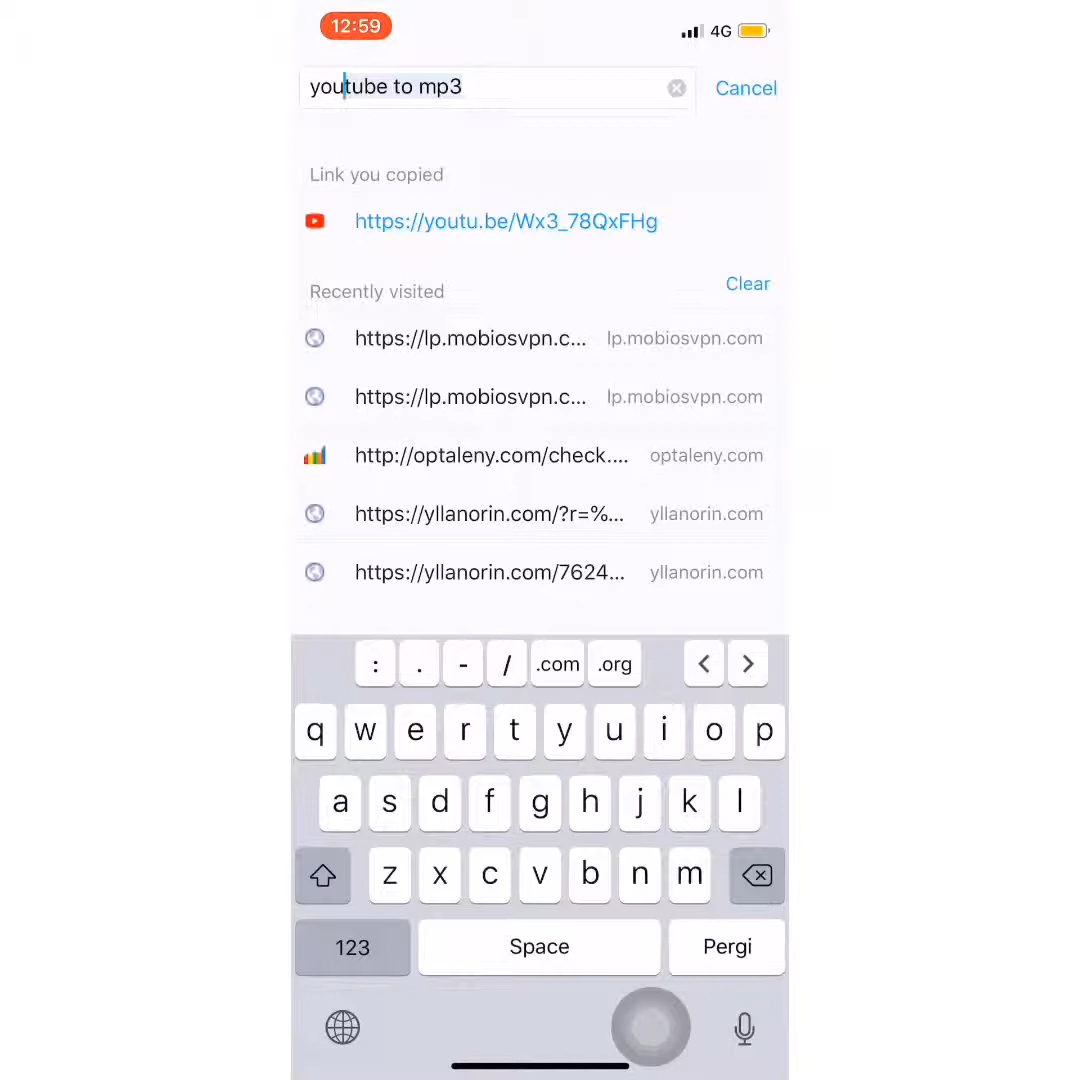 12:59
4G
youtube to mp3
Cancel
Link you copied
https://youtu.be/Wx3_78QxFHg
Recently visited
Clear
https://lp.mobiosvpn.c... lp.mobiosvpn.com
https://lp.mobiosvpn.c... lp.mobiosvpn.com
http://optaleny.com/check.... optaleny.com
https://yllanorin.com/?r=%... yllanorin.com
https://yllanorin.com/7624... yllanorin.com
: . - / .com .org < >
q w e r t y u i o p
a s d f g h j k l
z x c v b n m
123 Space Pergi